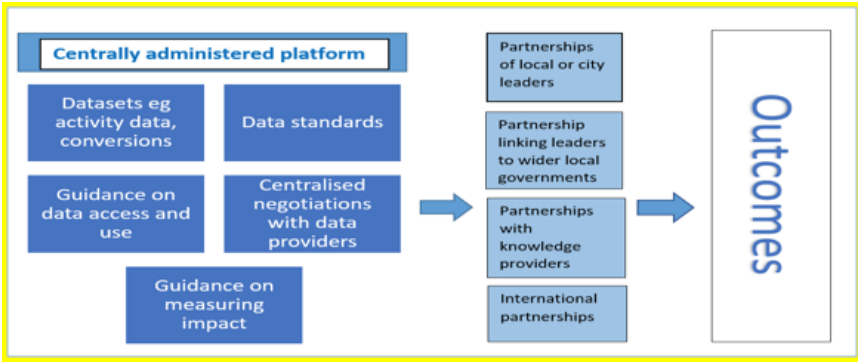 Centrally administered platform
Datasets eg
activity data,
conversions
Data standards
Guidance on
data access and
use
Centralised
negotiations
with data
providers
Guidance on
measuring
impact
Partnerships
of local or city
leaders
Partnership
linking leaders
to wider local
governments
Partnerships
with
knowledge
providers
International
partnerships
Outcomes